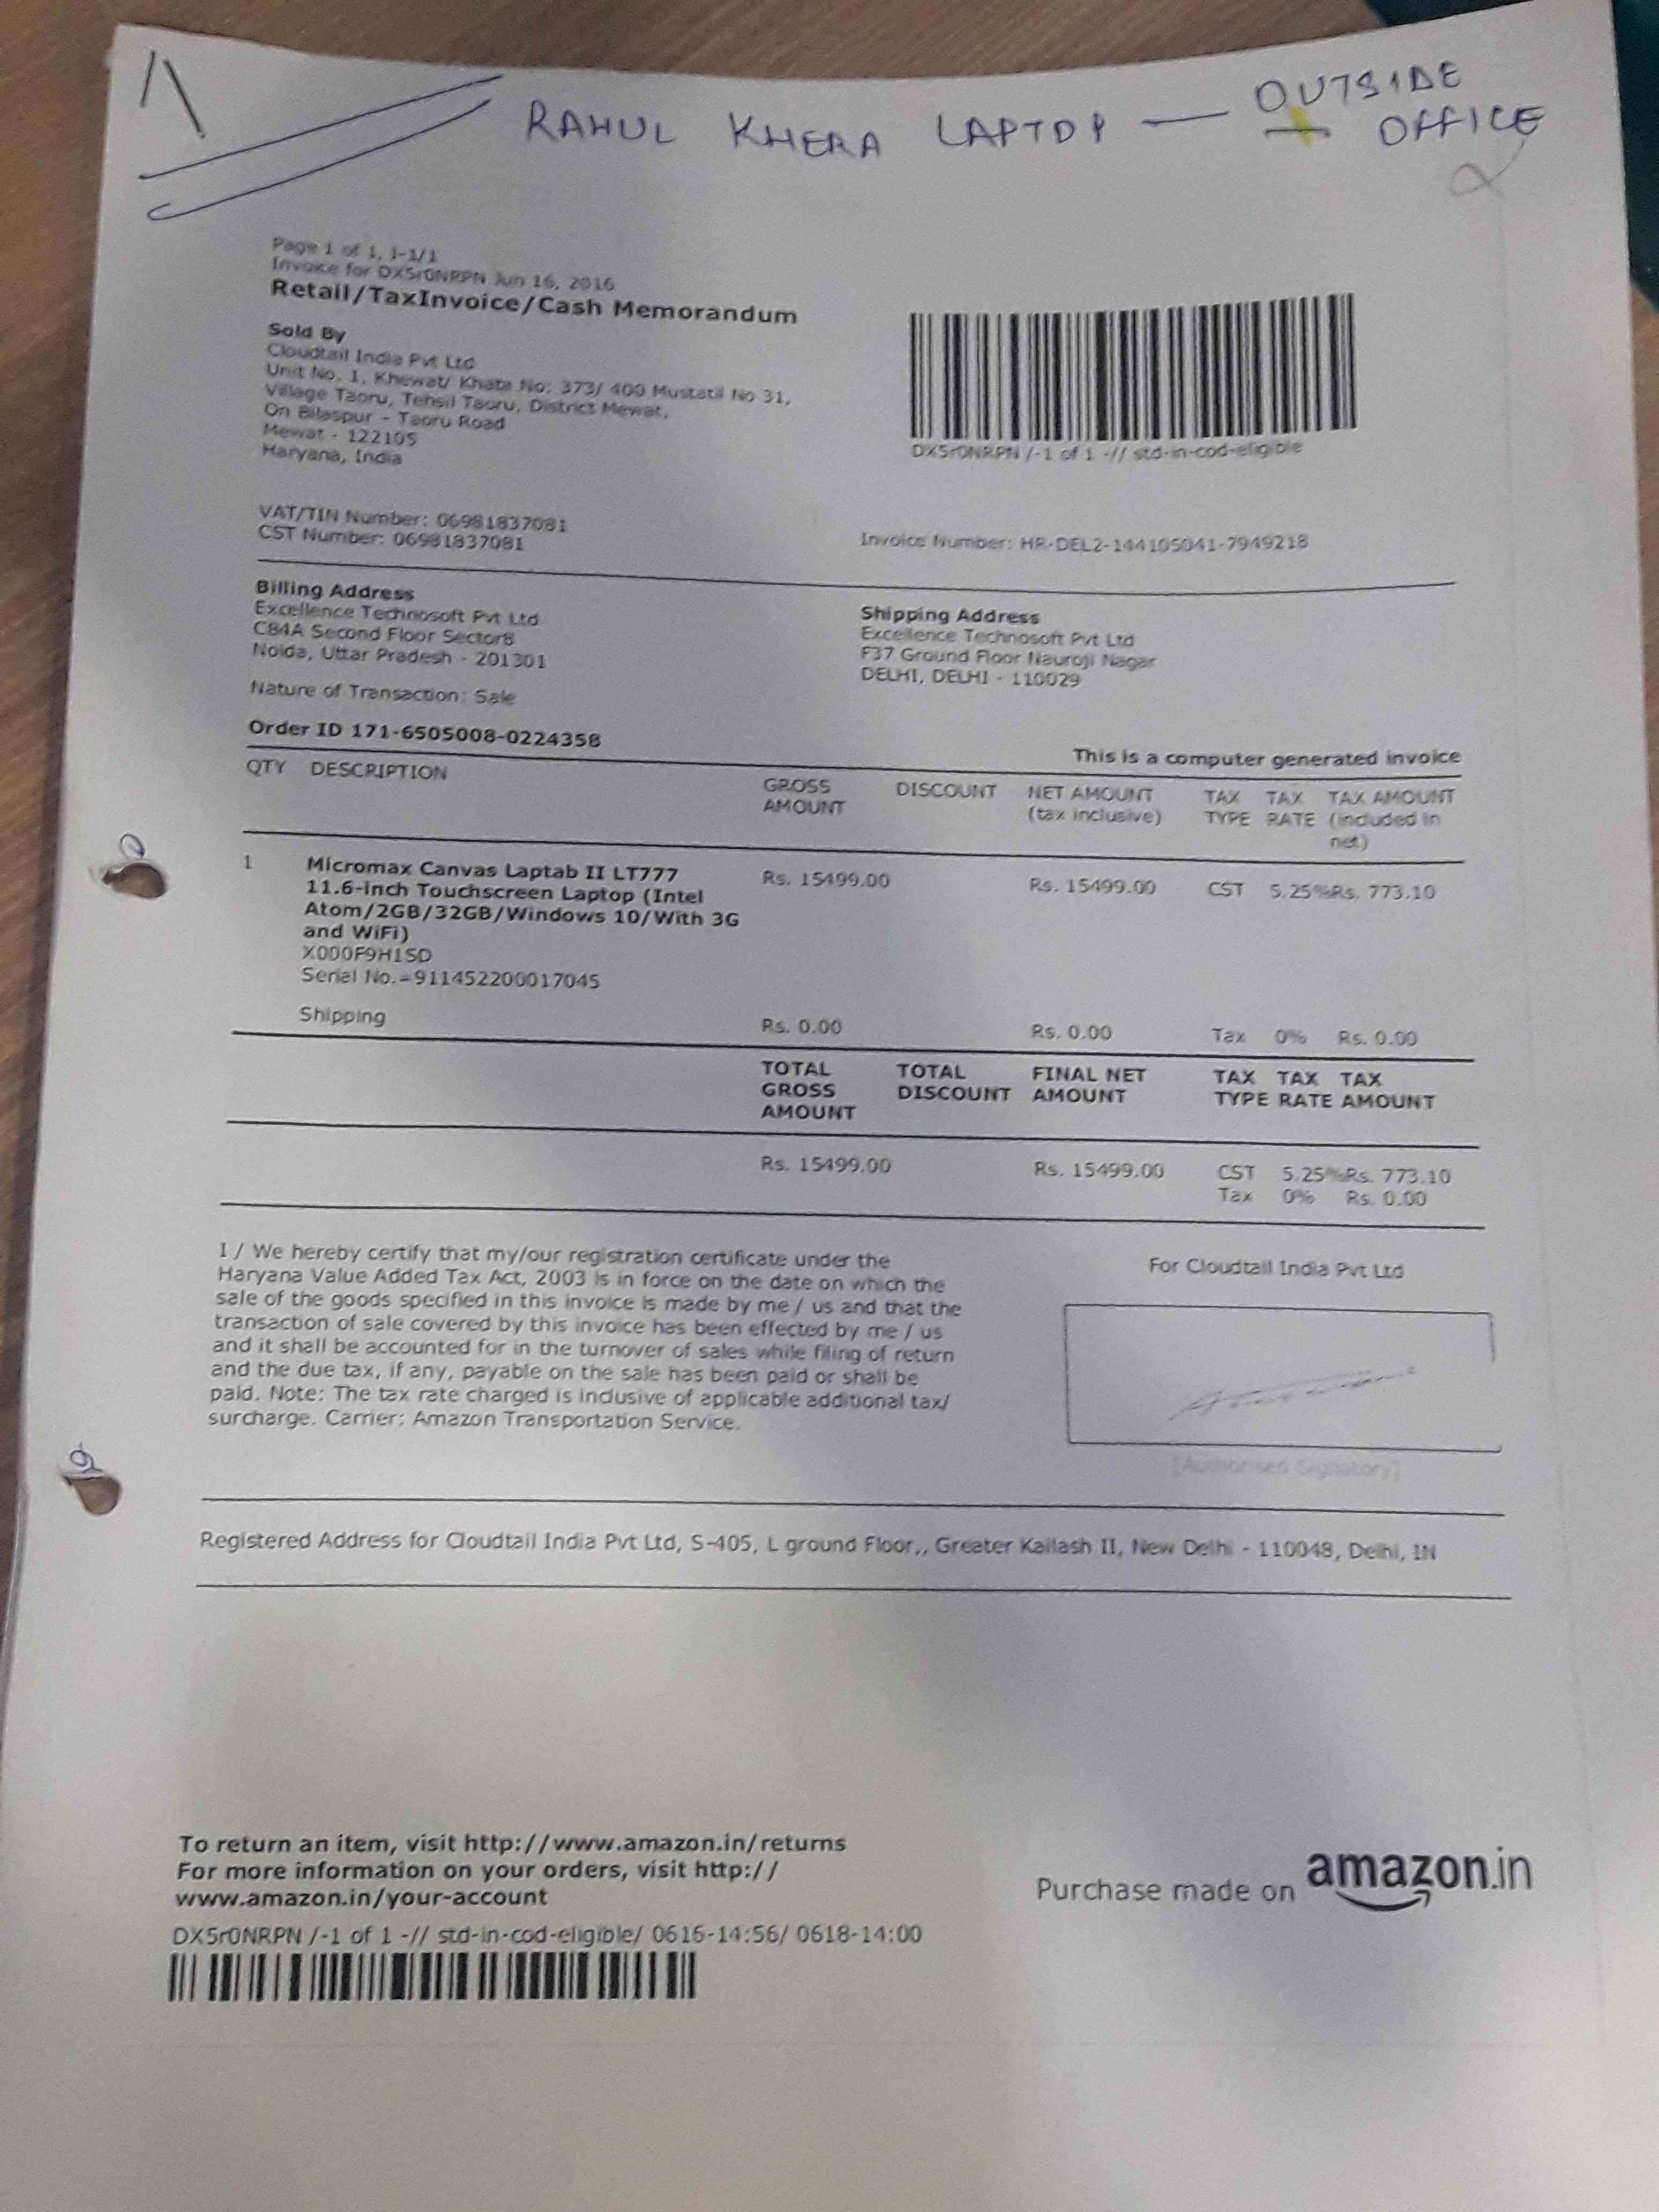 RAHUL KHERA LAPTOP — OUTSIDE
OFFICE
Page 1 of 1, 1-1/1
Invoice for DX5r0NRPN Jun 16, 2016
Retail/TaxInvoice/Cash Memorandum
Sold By
Cloudtail India Pvt Ltd
Unit No. 1, Khewat/ Khata No: 373/ 400 Mustatil No 31,
Village Taoru, Tehsil Taoru, District Mewat,
On Bilaspur - Taoru Road
Mewat - 122105
Haryana, India
DX5r0NRPN /-1 of 1 -// std-in-cod-eligible
VAT/TIN Number: 06981837081
CST Number: 06981837081
Invoice Number: HR-DEL2-144105041-7949218
Billing Address
Excellence Technosoft Pvt Ltd
C84A Second Floor Sector8
Noida, Uttar Pradesh - 201301
Shipping Address
Excellence Technosoft Pvt Ltd
F37 Ground Floor Nauroji Nagar
DELHI, DELHI - 110029
Nature of Transaction: Sale
Order ID 171-6505008-0224358
This is a computer generated invoice
QTY DESCRIPTION GROSS AMOUNT DISCOUNT NET AMOUNT (tax inclusive) TAX TYPE TAX RATE TAX AMOUNT (included in net)
1 Micromax Canvas Laptab II LT777 Rs. 15499.00 Rs. 15499.00 CST 5.25% Rs. 773.10
11.6-inch Touchscreen Laptop (Intel
Atom/2GB/32GB/Windows 10/With 3G
and WiFi)
X000F9H1SD
Serial No.=911452200017045
Shipping Rs. 0.00 Rs. 0.00 Tax 0% Rs. 0.00
TOTAL GROSS AMOUNT TOTAL DISCOUNT FINAL NET AMOUNT TAX TYPE TAX RATE TAX AMOUNT
Rs. 15499.00 Rs. 15499.00 CST 5.25% Rs. 773.10
Tax 0% Rs. 0.00
I / We hereby certify that my/our registration certificate under the
Haryana Value Added Tax Act, 2003 is in force on the date on which the
sale of the goods specified in this invoice is made by me / us and that the
transaction of sale covered by this invoice has been effected by me / us
and it shall be accounted for in the turnover of sales while filing of return
and the due tax, if any, payable on the sale has been paid or shall be
paid. Note: The tax rate charged is inclusive of applicable additional tax/
surcharge. Carrier: Amazon Transportation Service.
For Cloudtail India Pvt Ltd
[Authorised Signatory]
Registered Address for Cloudtail India Pvt Ltd, S-405, L ground Floor,, Greater Kailash II, New Delhi - 110048, Delhi, IN
To return an item, visit http://www.amazon.in/returns
For more information on your orders, visit http://
www.amazon.in/your-account
Purchase made on amazon.in
DX5r0NRPN /-1 of 1 -// std-in-cod-eligible/ 0616-14:56/ 0618-14:00